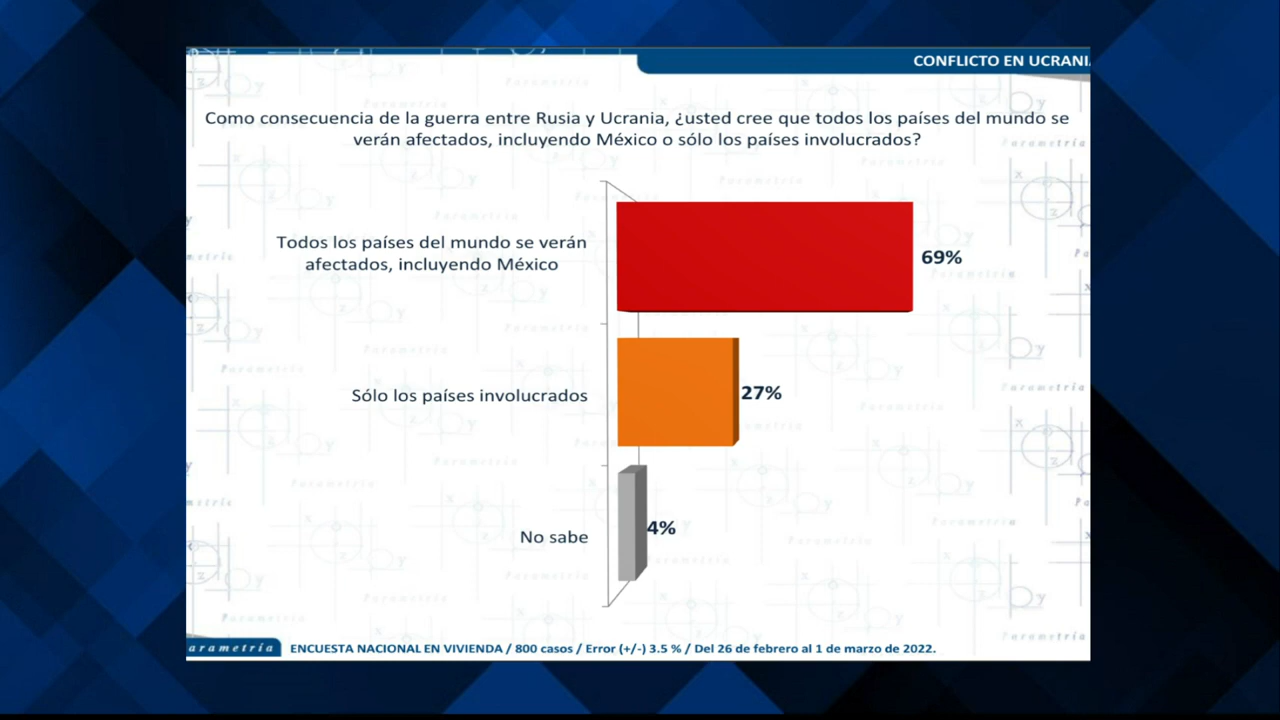 CONFLICTO EN UCRANI
Como consecuencia de la guerra entre Rusia y Ucrania, ¿usted cree que todos los países del mundo se
verán afectados, incluyendo México o sólo los países involucrados?
Todos los países del mundo se verán
afectados, incluyendo México
69%
Sólo los países involucrados
27%
No sabe
4%
arametría
ENCUESTA NACIONAL EN VIVIENDA / 800 casos / Error (+/-) 3.5 % / Del 26 de febrero al 1 de marzo de 2022.